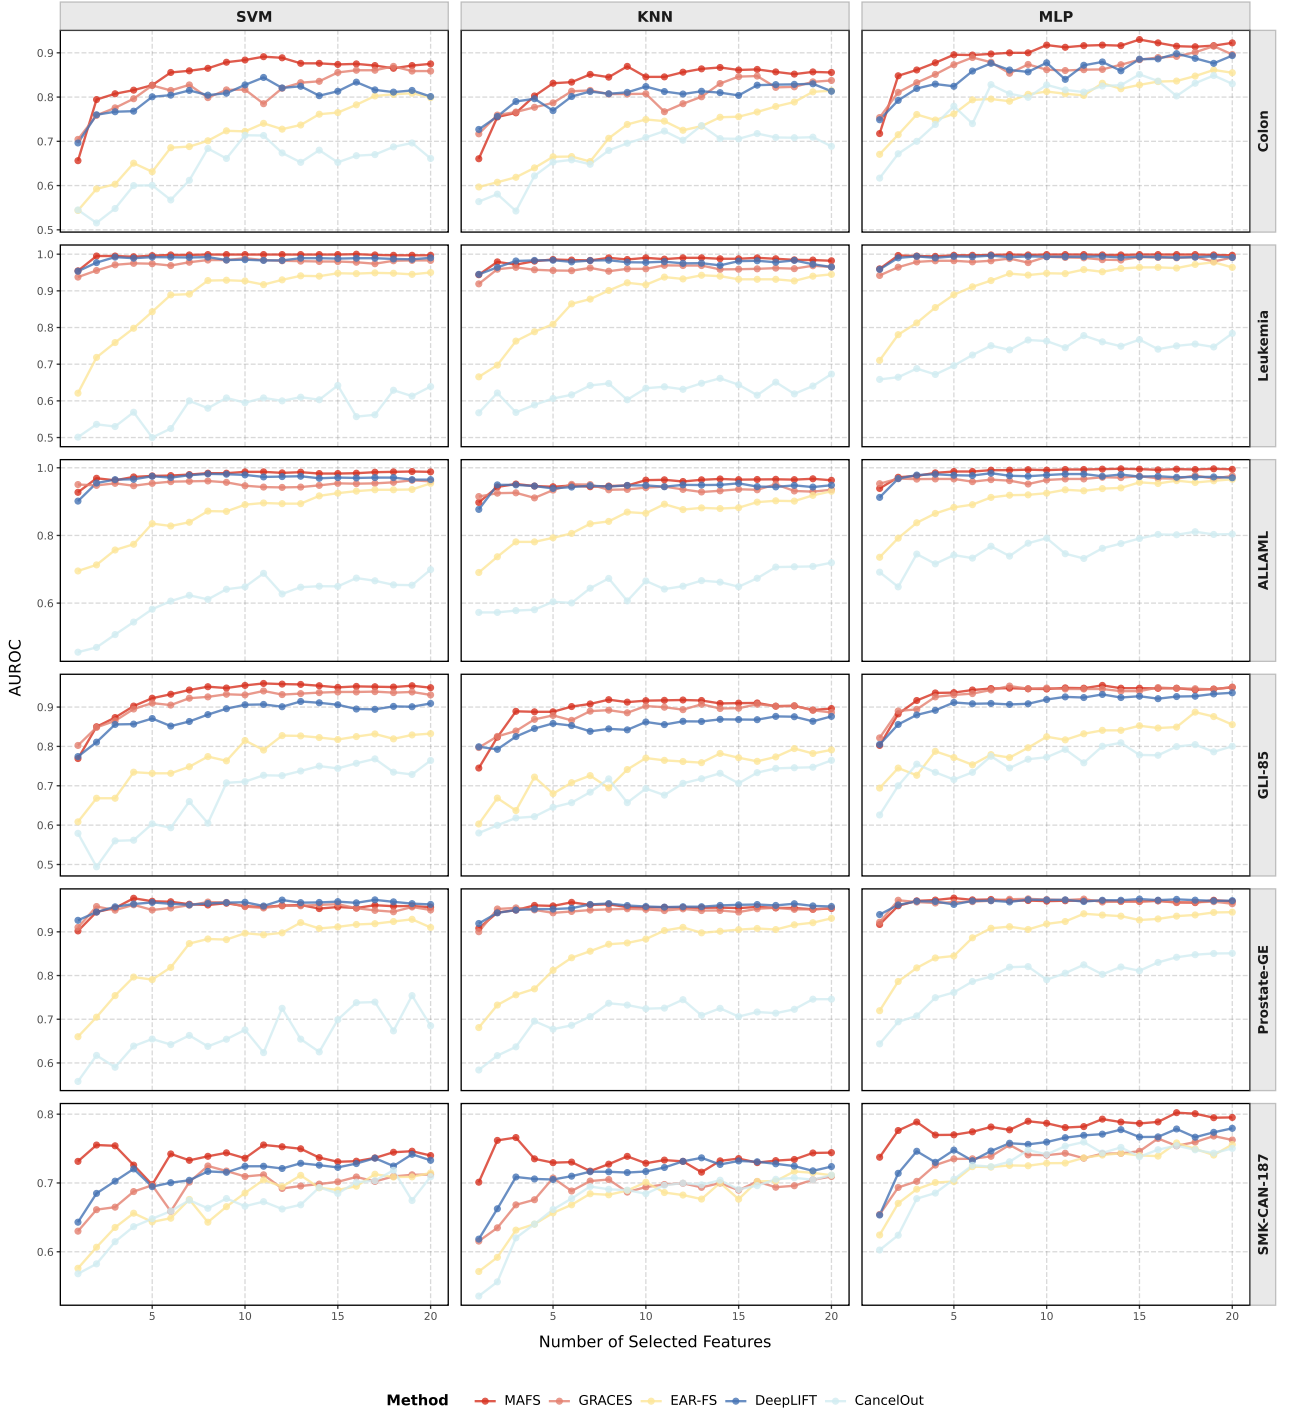 SVM KNN MLP
0.9
0.8
0.7
0.6
0.5
Colon
1.0
0.9
0.8
0.7
0.6
0.5
Leukemia
1.0
0.8
0.6
ALLAML
AUROC
0.9
0.8
0.7
0.6
0.5
GLI-85
0.9
0.8
0.7
0.6
Prostate-GE
0.8
0.7
0.6
SMK-CAN-187
5 10 15 20 5 10 15 20 5 10 15 20
Number of Selected Features
Method MAFS GRACES EAR-FS DeepLIFT CancelOut